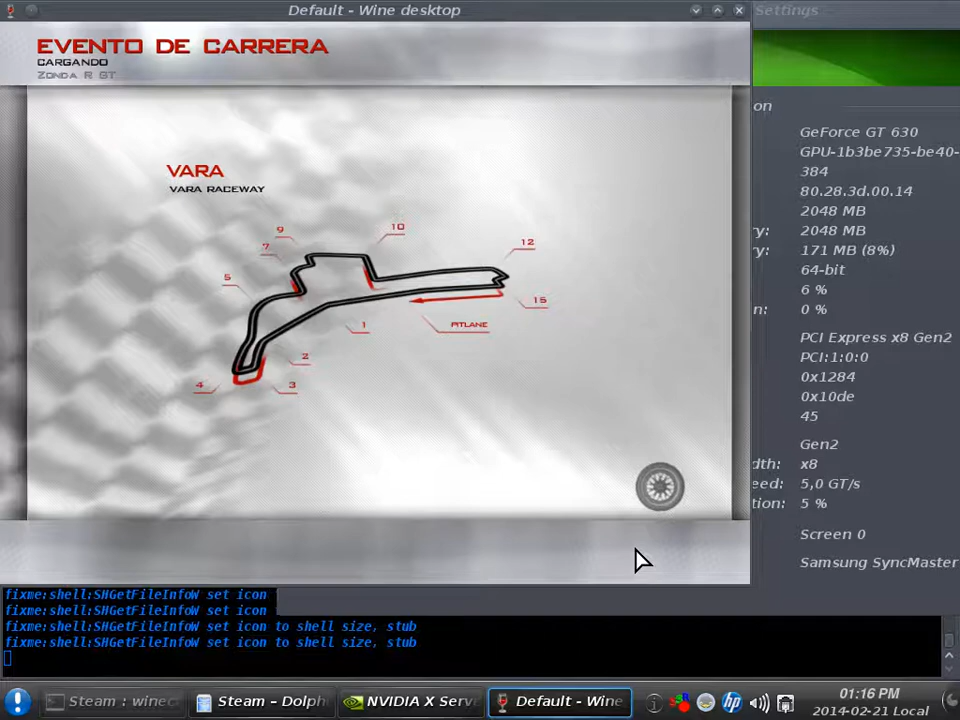 Default - Wine desktop
Settings
EVENTO DE CARRERA
CARGANDO
ZONDA R GT
VARA
VARA RACEWAY
9
10
7
12
5
15
1
PITLANE
2
4
3
on
GeForce GT 630
GPU-1b3be735-be40-
384
80.28.3d.00.14
2048 MB
ry: 2048 MB
y: 171 MB (8%)
64-bit
6 %
n: 0 %
PCI Express x8 Gen2
PCI:1:0:0
0x1284
0x10de
45
Gen2
dth: x8
eed: 5,0 GT/s
tion: 5 %
Screen 0
Samsung SyncMaster
fixme:shell:SHGetFileInfoW set icon
fixme:shell:SHGetFileInfoW set icon
fixme:shell:SHGetFileInfoW set icon to shell size, stub
fixme:shell:SHGetFileInfoW set icon to shell size, stub
Steam : winec
Steam – Dolph
NVIDIA X Serve
Default - Wine
hp
01:16 PM
2014-02-21 Local